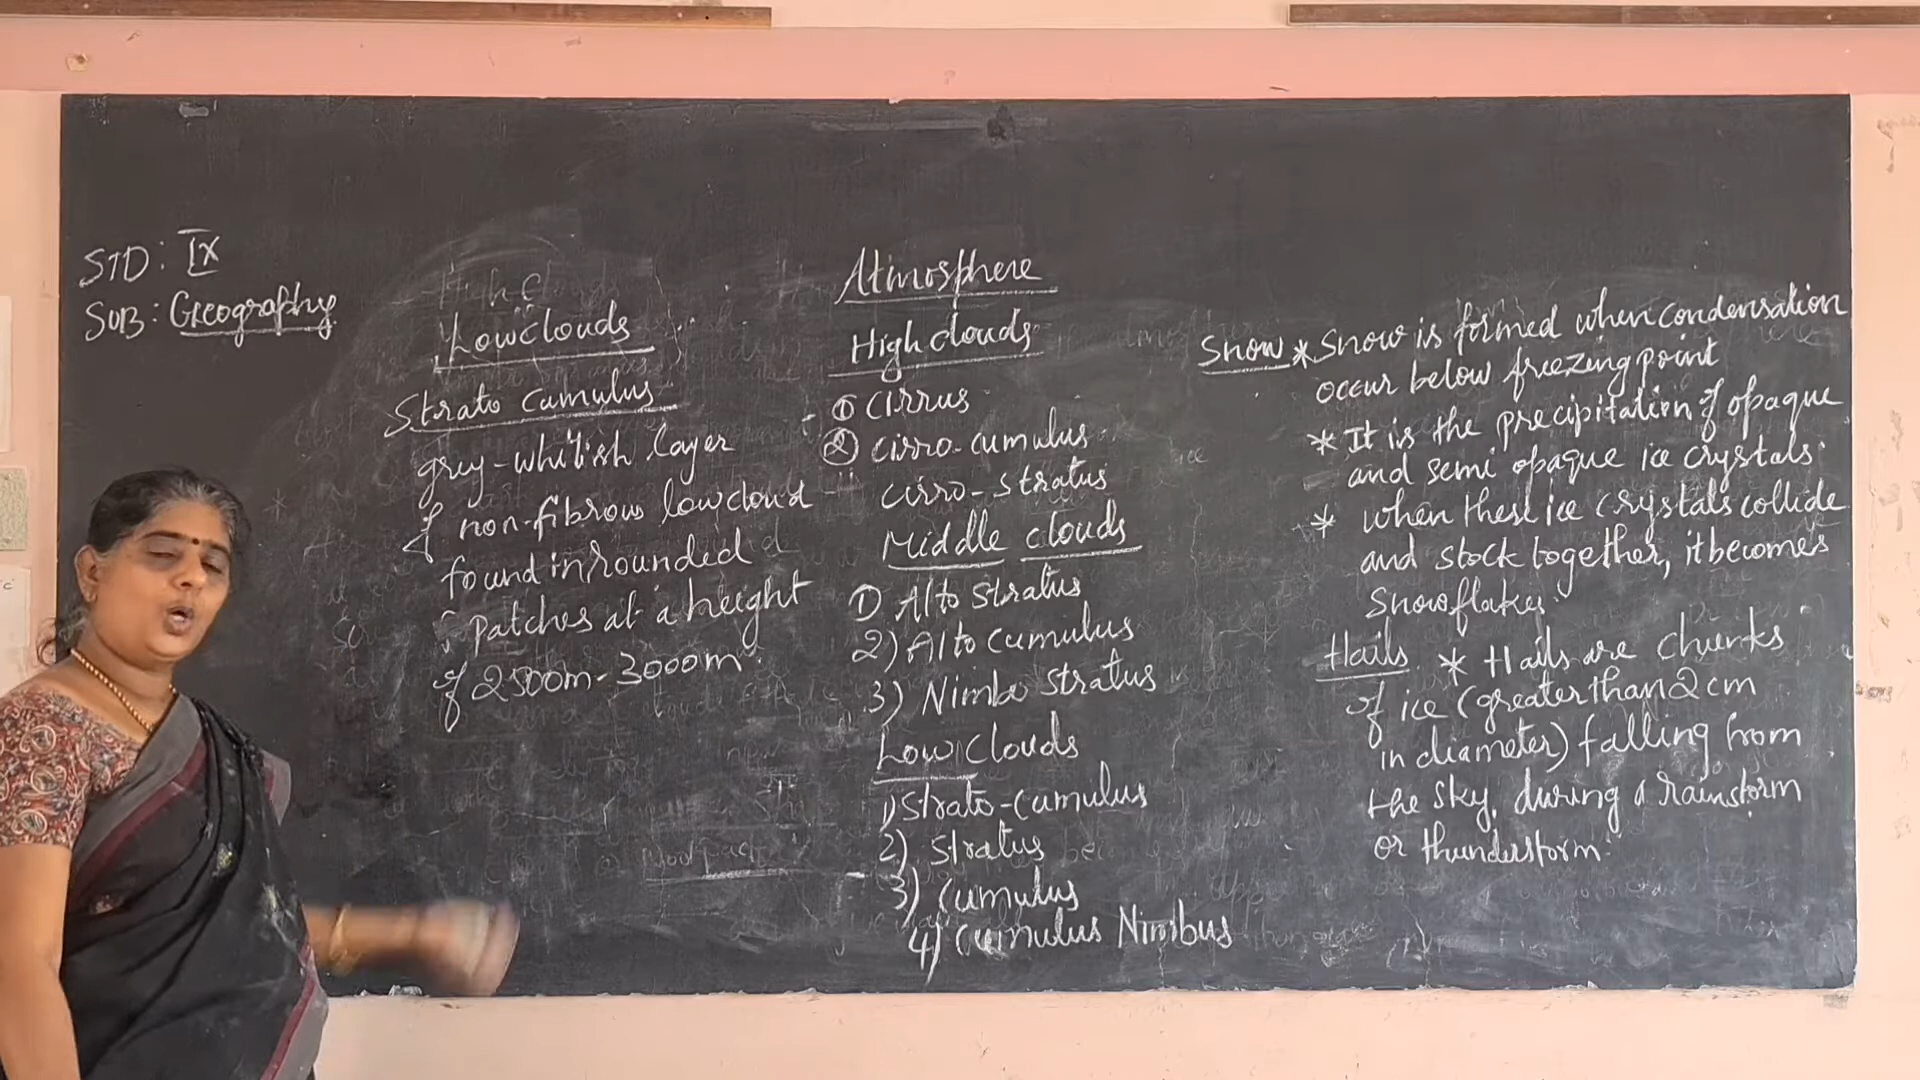 STD: IX
SUB: Geography
Low clouds
Strato Cumulus
grey-whitish layer
of non-fibrous low cloud
found in rounded
patches at a height
of 2500m-3000m.
Atmosphere
High clouds
① Cirrus
② Cirro-cumulus
Cirro-stratus
Middle clouds
1) Alto stratus
2) Alto cumulus
3) Nimbo stratus
Low clouds
1) Strato-cumulus
2) Stratus
3) Cumulus
4) Cumulus Nimbus
Snow * Snow is formed when condensation
occur below freezing point
* It is the precipitation of opaque
and semi opaque ice crystals.
* when these ice crystals collide
and stock together, it becomes
Snowflakes.
Hails * Hails are chunks
of ice (greater than 2 cm
in diameter) falling from
the sky, during a rainstorm
or thunderstorm.